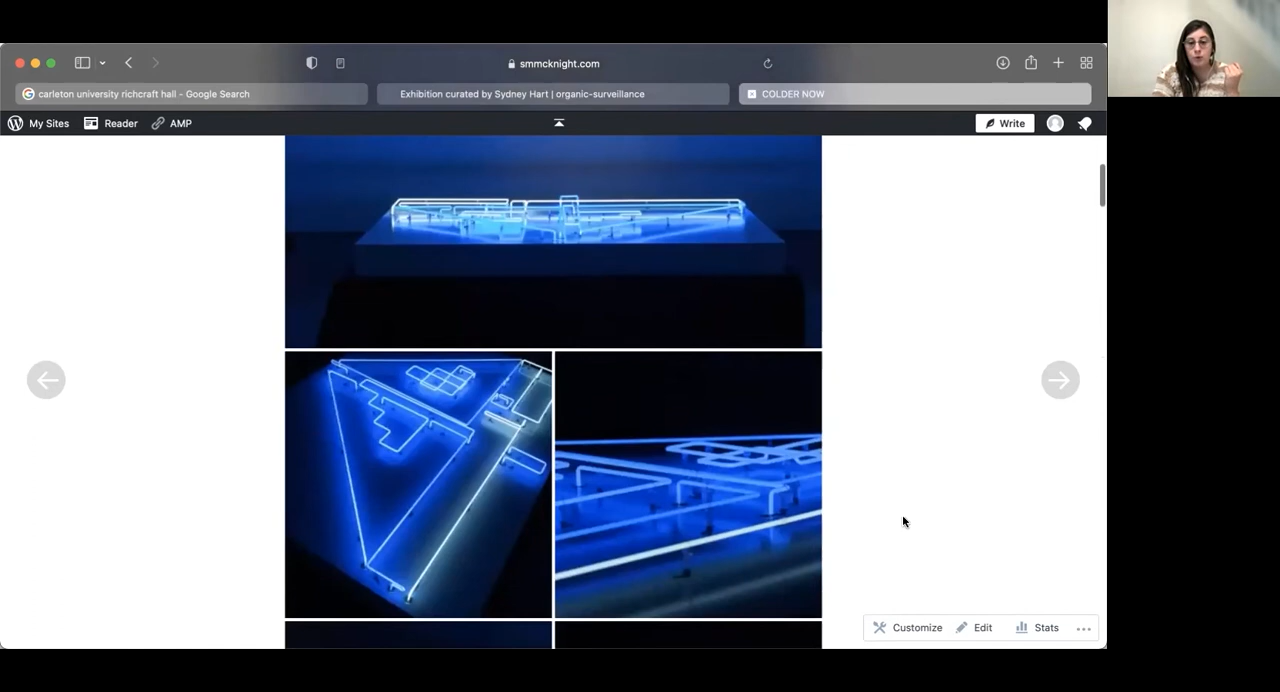 smmcknight.com
carleton university richcraft hall - Google Search
Exhibition curated by Sydney Hart | organic-surveillance
COLDER NOW
My Sites
Reader
AMP
Write
Customize
Edit
Stats